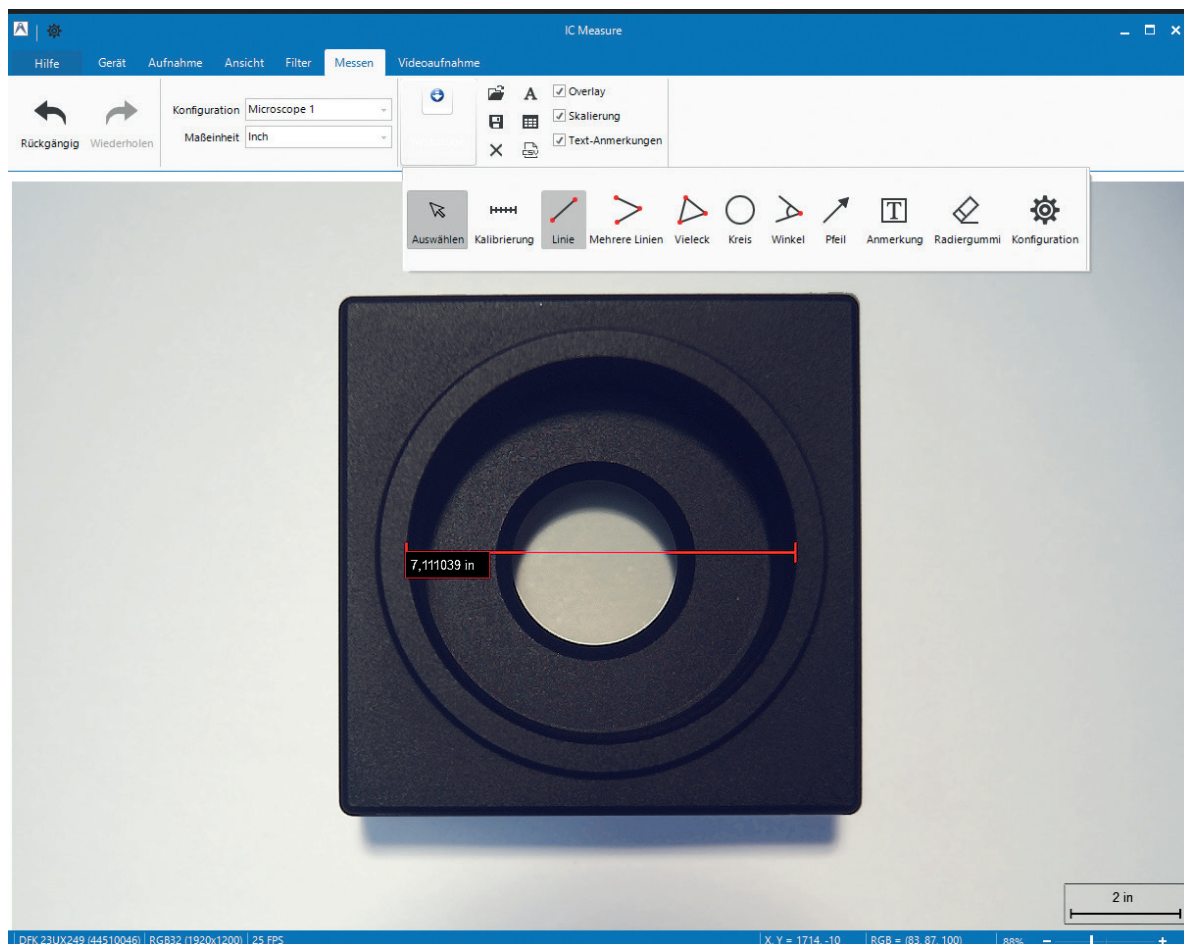 IC Measure
Hilfe Gerät Aufnahme Ansicht Filter Messen Videoaufnahme
Rückgängig
Wiederholen
Konfiguration Microscope 1
Maßeinheit Inch
A
CSV
Overlay
Skalierung
Text-Anmerkungen
Auswählen Kalibrierung Linie Mehrere Linien Vieleck Kreis Winkel Pfeil Anmerkung Radiergummi Konfiguration
7,111039 in
2 in
DFK 23UX249 (44510046) RGB32 (1920x1200) 25 FPS X, Y = 1714, -10 RGB = (83, 87, 100) 88%